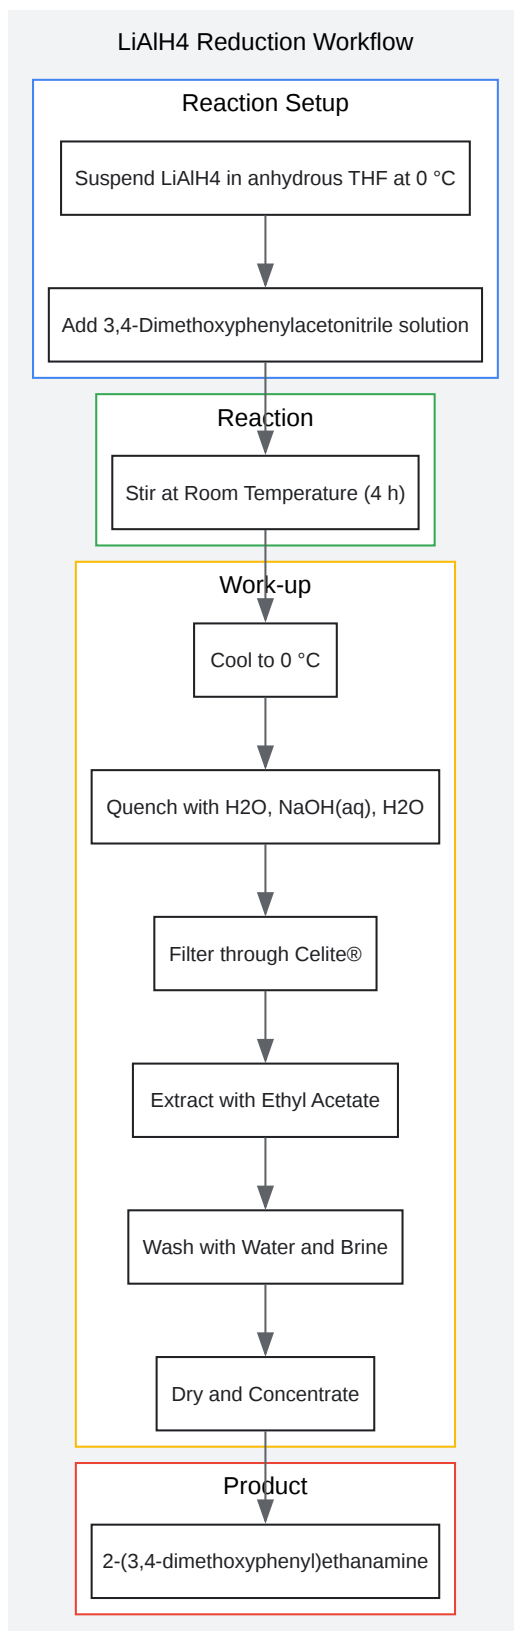 LiAlH4 Reduction Workflow
Reaction Setup
Suspend LiAlH4 in anhydrous THF at 0 °C
Add 3,4-Dimethoxyphenylacetonitrile solution
Reaction
Stir at Room Temperature (4 h)
Work-up
Cool to 0 °C
Quench with H2O, NaOH(aq), H2O
Filter through Celite®
Extract with Ethyl Acetate
Wash with Water and Brine
Dry and Concentrate
Product
2-(3,4-dimethoxyphenyl)ethanamine